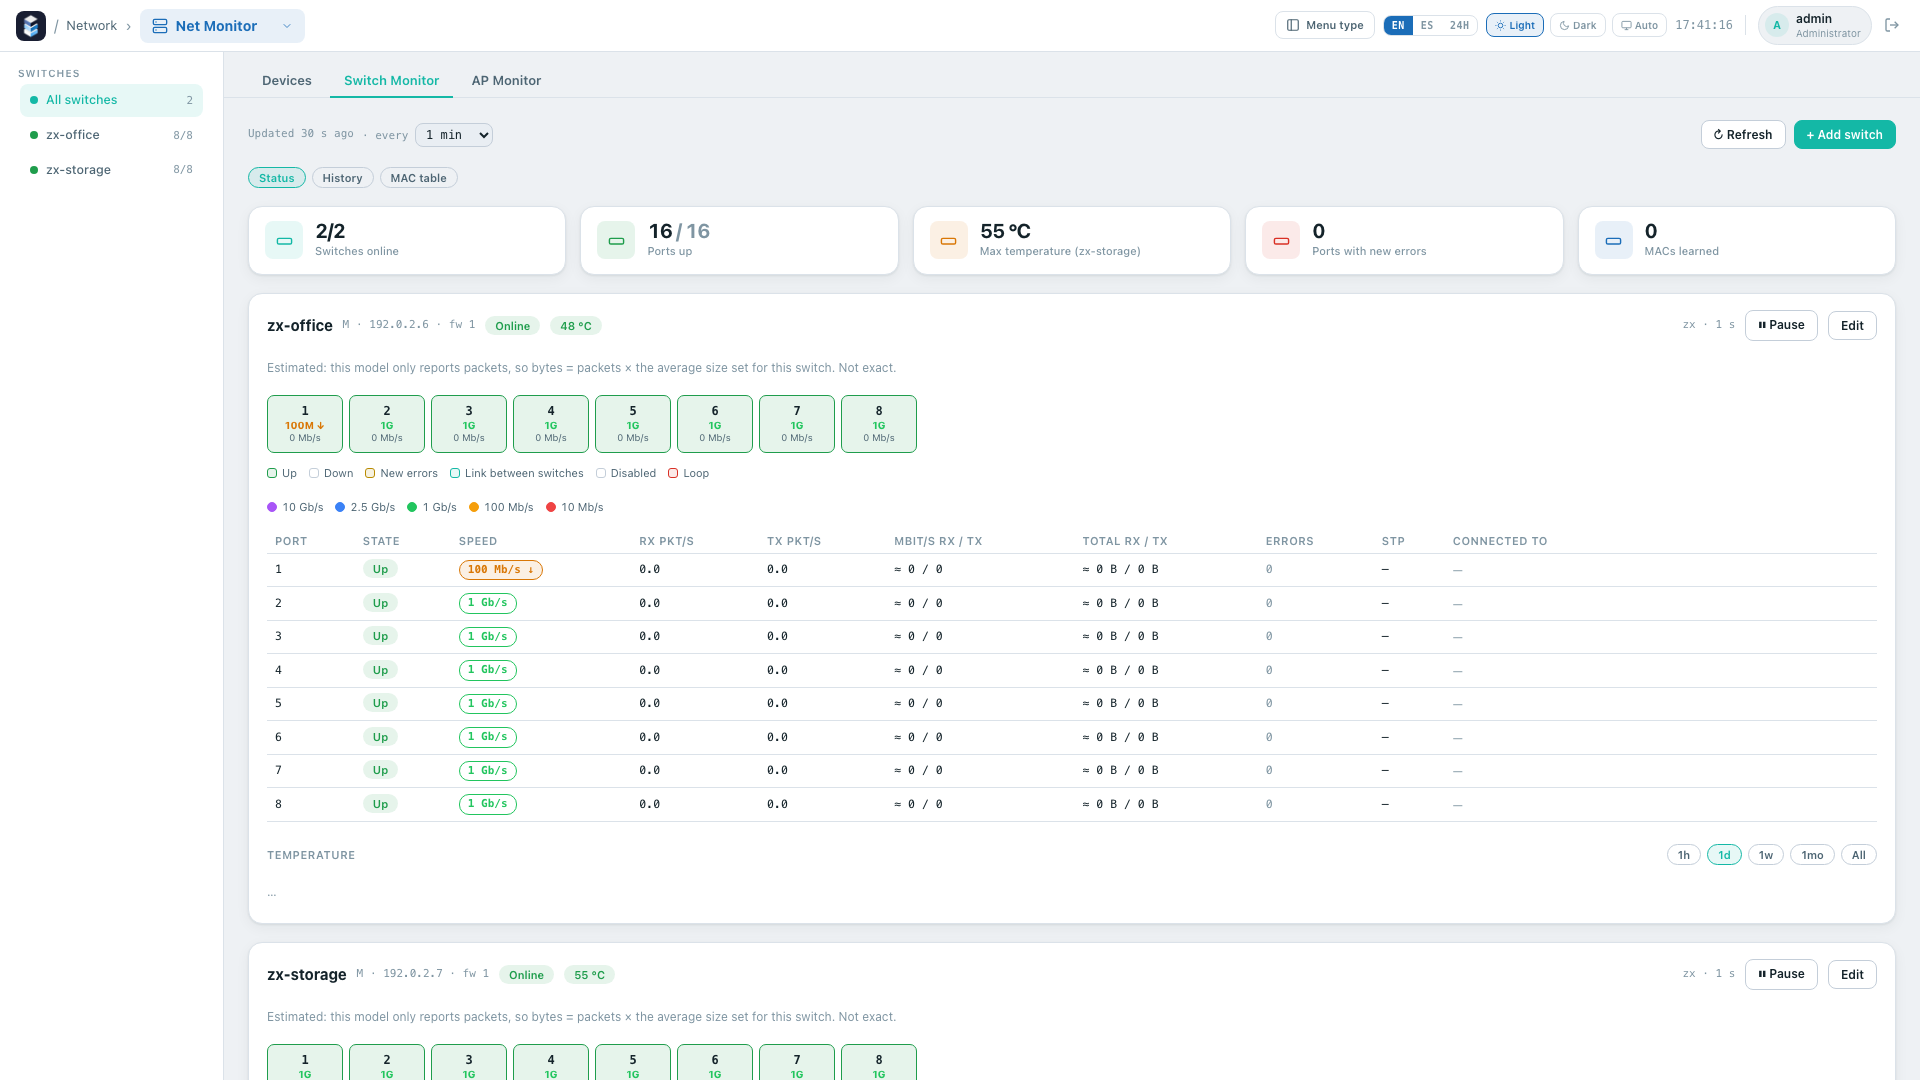 / Network › Net Monitor
Menu type EN ES 24H Light Dark Auto 17:41:16 A admin Administrator
SWITCHES
All switches 2
zx-office 8/8
zx-storage 8/8
Devices Switch Monitor AP Monitor
Updated 30 s ago · every 1 min
Refresh + Add switch
Status History MAC table
2/2
Switches online
16/16
Ports up
55 ºC
Max temperature (zx-storage)
0
Ports with new errors
0
MACs learned
zx-office M · 192.0.2.6 · fw 1 Online 48 ºC zx · 1 s Pause Edit
Estimated: this model only reports packets, so bytes = packets × the average size set for this switch. Not exact.
1 2 3 4 5 6 7 8
100M ↓ 1G 1G 1G 1G 1G 1G 1G
0 Mb/s 0 Mb/s 0 Mb/s 0 Mb/s 0 Mb/s 0 Mb/s 0 Mb/s 0 Mb/s
Up Down New errors Link between switches Disabled Loop
10 Gb/s 2.5 Gb/s 1 Gb/s 100 Mb/s 10 Mb/s
PORT STATE SPEED RX PKT/S TX PKT/S MBIT/S RX / TX TOTAL RX / TX ERRORS STP CONNECTED TO
1 Up 100 Mb/s ↓ 0.0 0.0 ≈ 0 / 0 ≈ 0 B / 0 B 0 — —
2 Up 1 Gb/s 0.0 0.0 ≈ 0 / 0 ≈ 0 B / 0 B 0 — —
3 Up 1 Gb/s 0.0 0.0 ≈ 0 / 0 ≈ 0 B / 0 B 0 — —
4 Up 1 Gb/s 0.0 0.0 ≈ 0 / 0 ≈ 0 B / 0 B 0 — —
5 Up 1 Gb/s 0.0 0.0 ≈ 0 / 0 ≈ 0 B / 0 B 0 — —
6 Up 1 Gb/s 0.0 0.0 ≈ 0 / 0 ≈ 0 B / 0 B 0 — —
7 Up 1 Gb/s 0.0 0.0 ≈ 0 / 0 ≈ 0 B / 0 B 0 — —
8 Up 1 Gb/s 0.0 0.0 ≈ 0 / 0 ≈ 0 B / 0 B 0 — —
TEMPERATURE 1h 1d 1w 1mo All
...
zx-storage M · 192.0.2.7 · fw 1 Online 55 ºC zx · 1 s Pause Edit
Estimated: this model only reports packets, so bytes = packets × the average size set for this switch. Not exact.
1 2 3 4 5 6 7 8
1G 1G 1G 1G 1G 1G 1G 1G